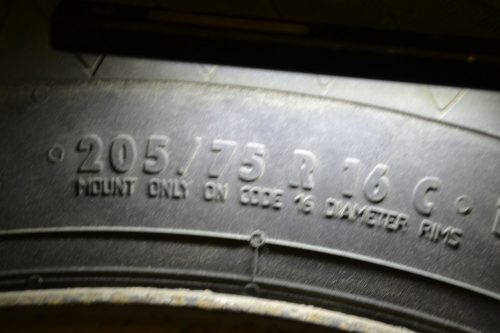 205/75 R 16 C
MOUNT ONLY ON CODE 16 DIAMETER RIMS